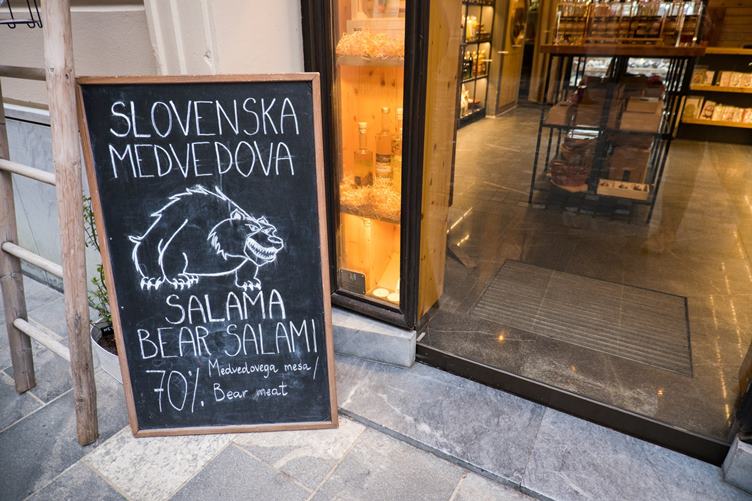 SLOVENSKA
MEDVEDOVA
SALAMA
BEAR SALAMI
70% Medvedovega mesa/
Bear meat